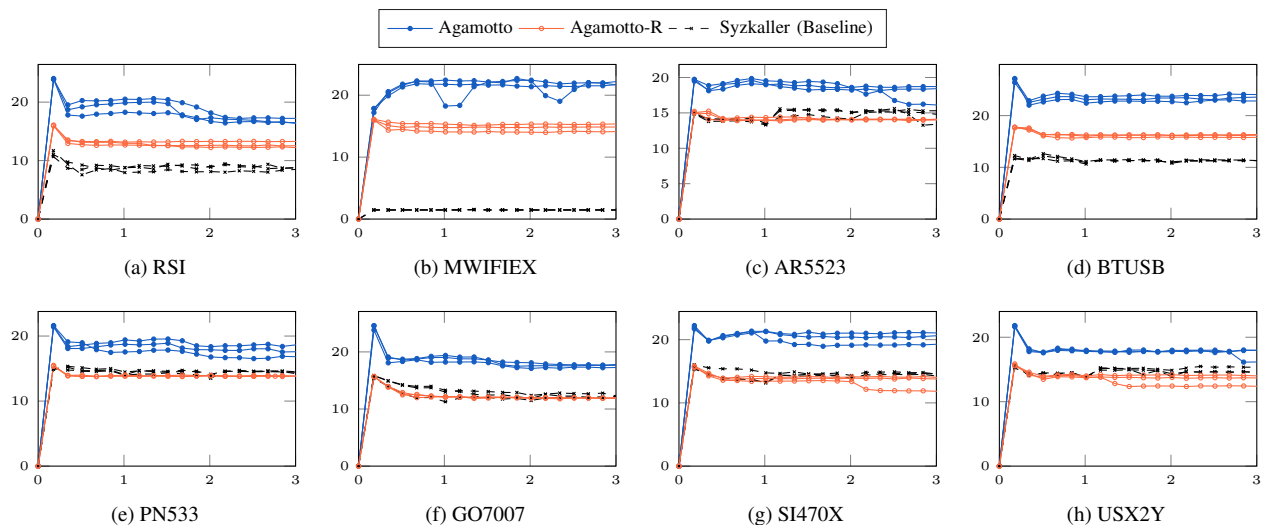 Agamotto Agamotto-R Syzkaller (Baseline)
20
10
0
0 1 2 3
(a) RSI
20
10
0
0 1 2 3
(b) MWIFIEX
20
15
10
5
0
0 1 2 3
(c) AR5523
20
10
0
0 1 2 3
(d) BTUSB
20
10
0
0 1 2 3
(e) PN533
20
10
0
0 1 2 3
(f) GO7007
20
10
0
0 1 2 3
(g) SI470X
20
10
0
0 1 2 3
(h) USX2Y